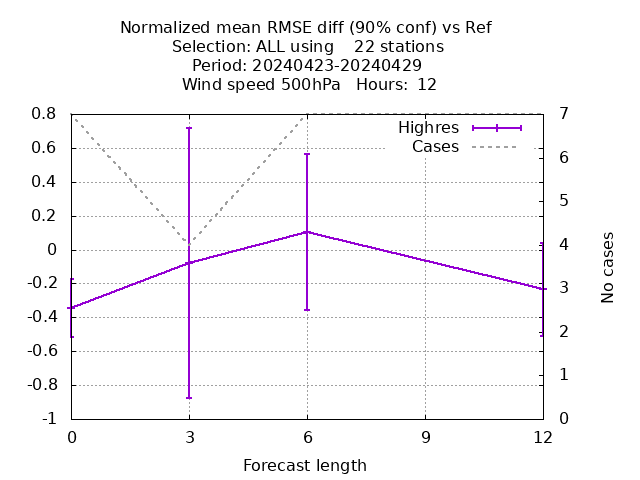 Normalized mean RMSE diff (90% conf) vs Ref
Selection: ALL using    22 stations
Period: 20240423-20240429
Wind speed 500hPa   Hours:  12
Highres
Cases
0.8
0.6
0.4
0.2
0
-0.2
-0.4
-0.6
-0.8
-1
7
6
5
4
3
2
1
0
No cases
0 3 6 9 12
Forecast length